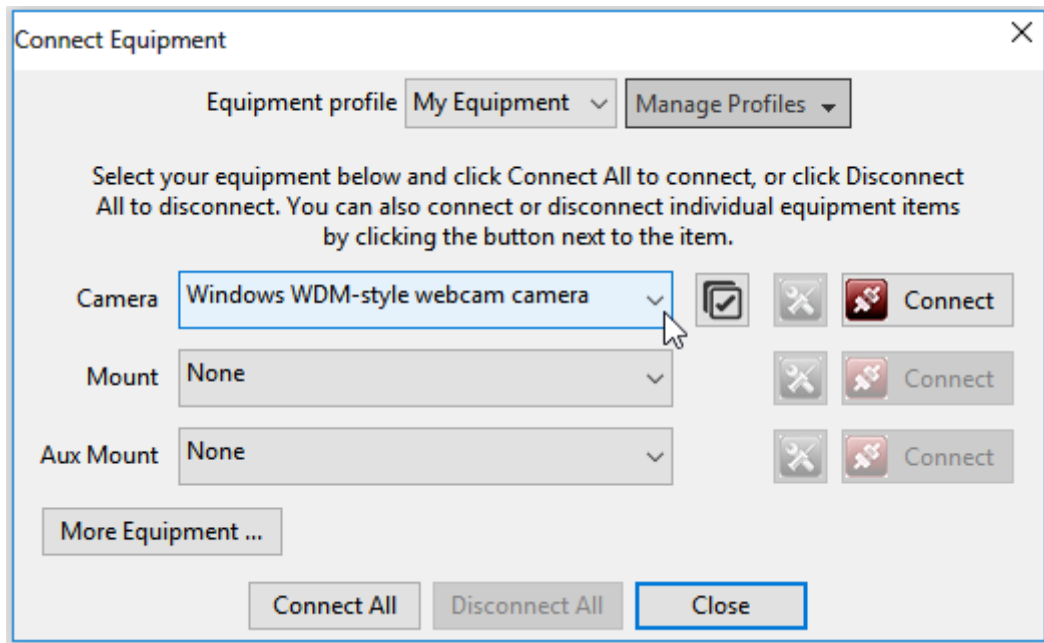 Connect Equipment
Equipment profile My Equipment Manage Profiles
Select your equipment below and click Connect All to connect, or click Disconnect
All to disconnect. You can also connect or disconnect individual equipment items
by clicking the button next to the item.
Camera Windows WDM-style webcam camera Connect
Mount None Connect
Aux Mount None Connect
More Equipment ...
Connect All Disconnect All Close